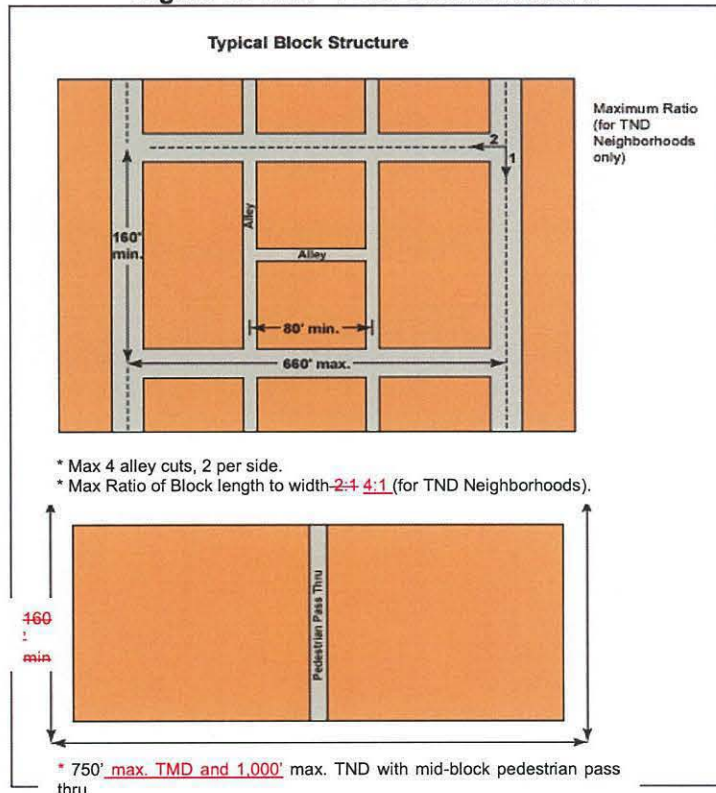 Typical Block Structure
Maximum Ratio
(for TND
Neighborhoods
only)
2
1
160'
min.
Alley
Alley
80' min.
660' max.
* Max 4 alley cuts, 2 per side.
* Max Ratio of Block length to width 2:1 4:1 (for TND Neighborhoods).
160
'
min
Pedestrian Pass Thru
* 750' max. TMD and 1,000' max. TND with mid-block pedestrian pass
thru